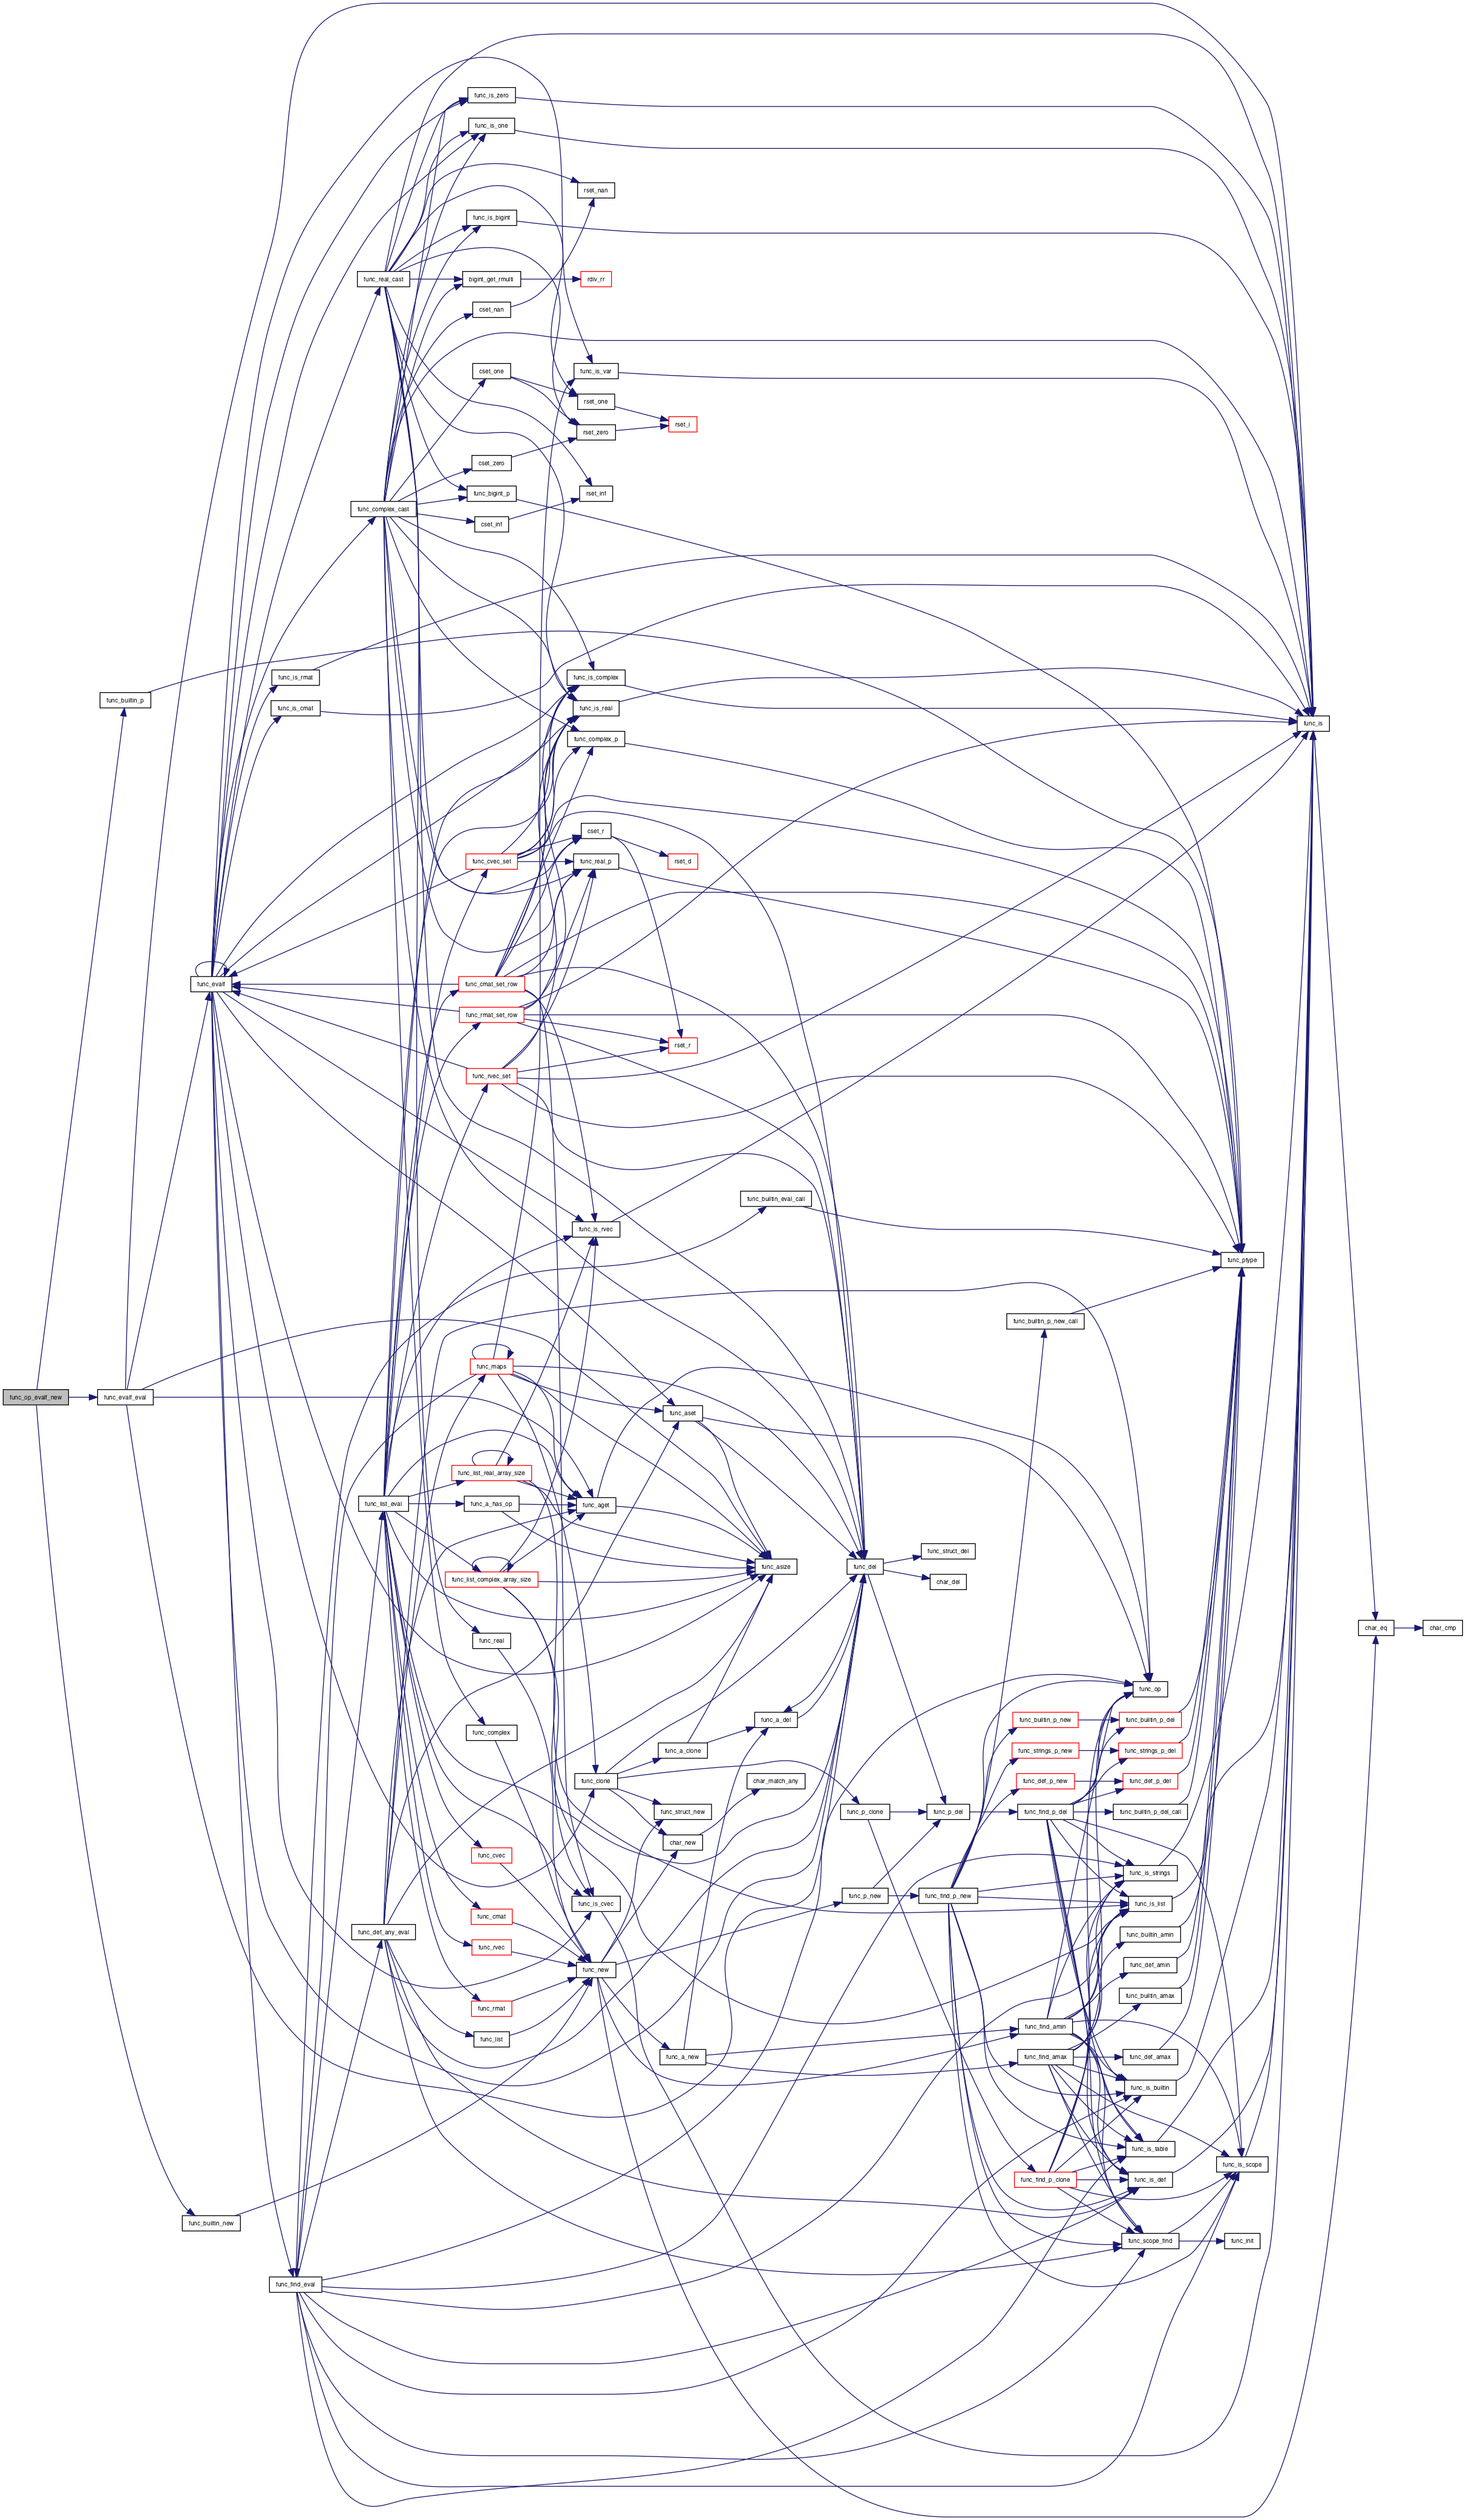 func_is_zero
func_is_one
rset_nan
func_is_bigint
func_real_cast
bigint_get_rmulti
rdiv_rr
cset_nan
cset_one
func_is_var
rset_one
rset_i
rset_zero
cset_zero
func_bigint_p
rset_inf
func_complex_cast
cset_inf
func_is_rmat
func_is_complex
func_builtin_p
func_is_cmat
func_is_real
func_is
func_complex_p
cset_r
func_cvec_set
func_real_p
rset_d
func_evalf
func_cmat_set_row
func_rmat_set_row
rset_r
func_rvec_set
func_builtin_eval_call
func_is_rvec
func_ptype
func_builtin_p_new_call
func_maps
func_op_evalf_new
func_evalf_eval
func_aset
func_list_real_array_size
func_list_eval
func_a_has_op
func_aget
func_struct_del
func_asize
func_del
func_list_complex_array_size
char_del
char_eq
char_cmp
func_real
func_op
func_a_del
func_builtin_p_new
func_builtin_p_del
func_complex
func_a_clone
func_strings_p_new
func_strings_p_del
func_clone
char_match_any
func_def_p_new
func_def_p_del
func_struct_new
func_p_clone
func_p_del
func_find_p_del
func_builtin_p_del_call
char_new
func_cvec
func_is_strings
func_is_cvec
func_p_new
func_find_p_new
func_is_list
func_cmat
func_def_any_eval
func_builtin_amin
func_rvec
func_new
func_def_amin
func_rmat
func_builtin_amax
func_list
func_find_amin
func_a_new
func_find_amax
func_def_amax
func_is_builtin
func_is_table
func_is_scope
func_find_p_clone
func_is_def
func_builtin_new
func_scope_find
func_init
func_find_eval